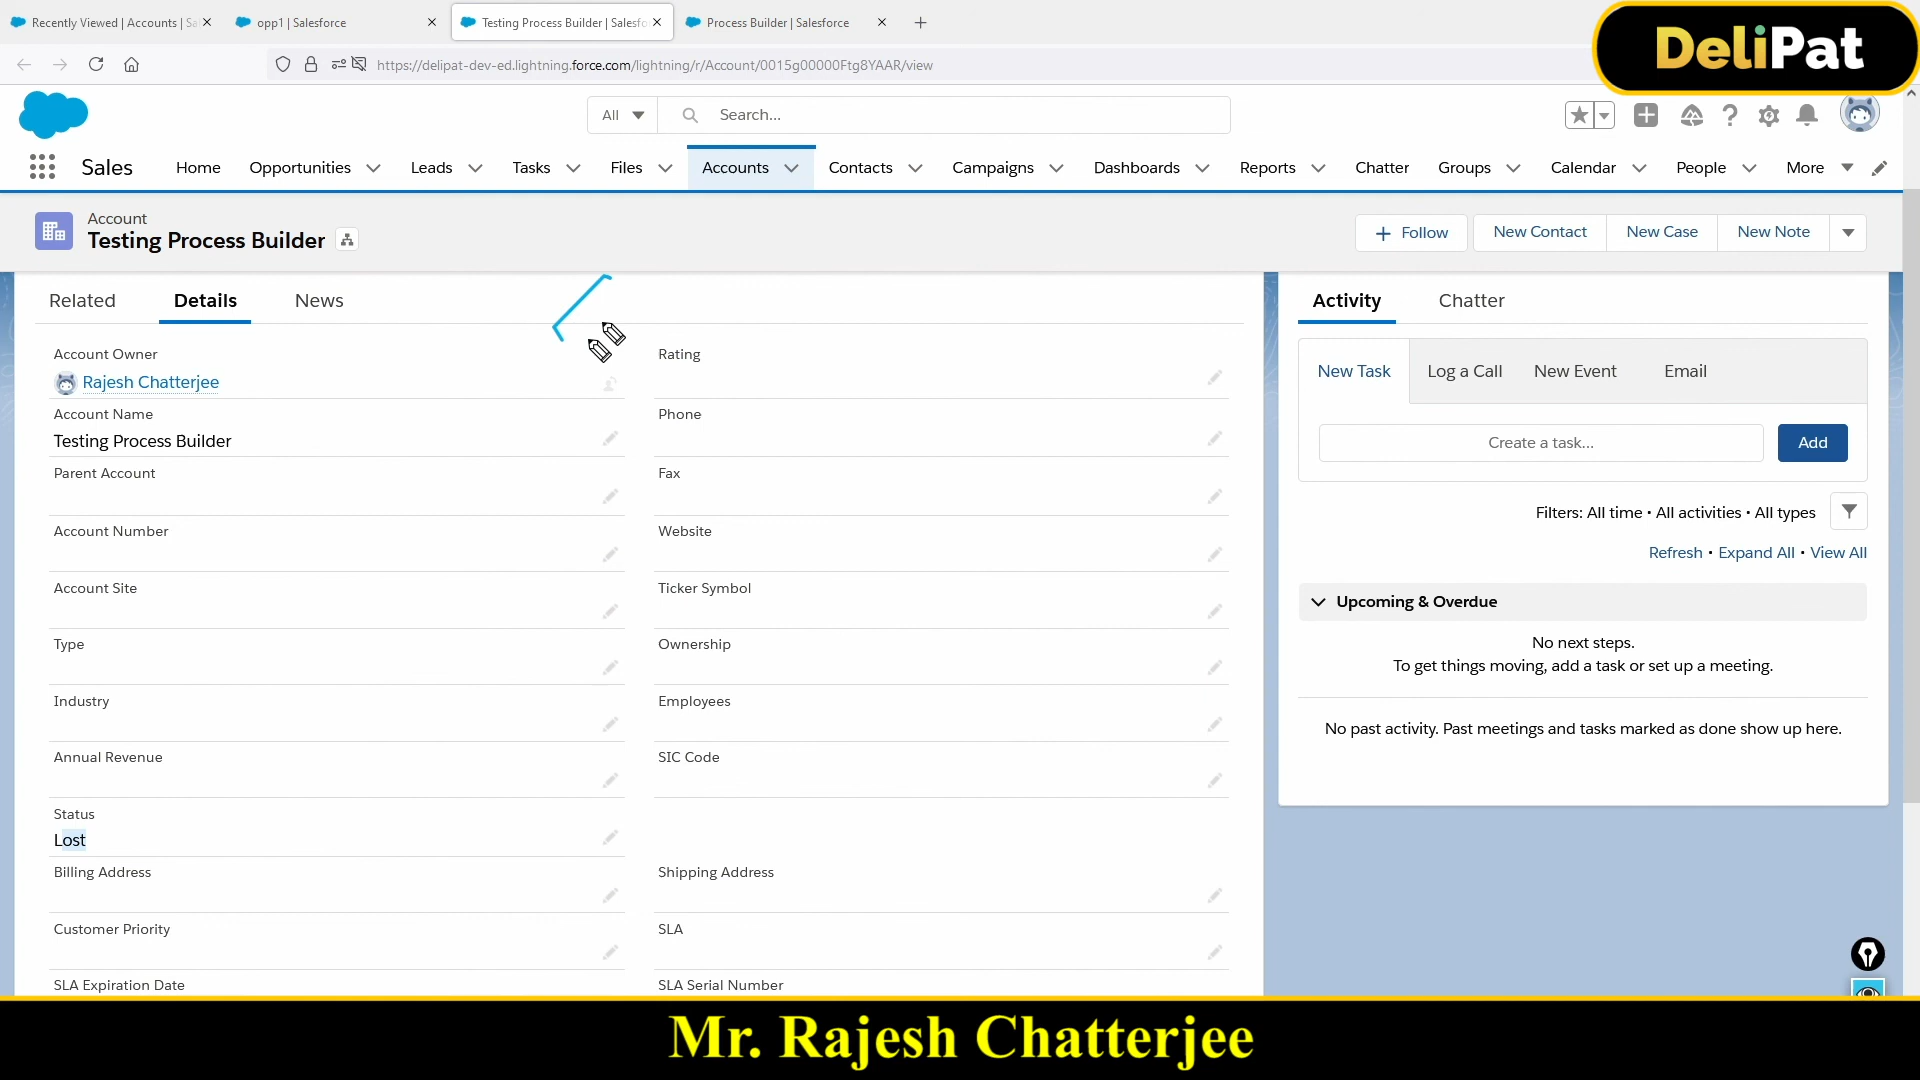 Recently Viewed | Accounts | Sa
opp1 | Salesforce
Testing Process Builder | Salesfo
Process Builder | Salesforce
DeliPat
https://delipat-dev-ed.lightning.force.com/lightning/r/Account/0015g00000Ftg8YAAR/view
All
Search...
Sales
Home
Opportunities
Leads
Tasks
Files
Accounts
Contacts
Campaigns
Dashboards
Reports
Chatter
Groups
Calendar
People
More
Account
Testing Process Builder
Follow
New Contact
New Case
New Note
Related
Details
News
Account Owner
Rajesh Chatterjee
Rating
Account Name
Testing Process Builder
Phone
Parent Account
Fax
Account Number
Website
Account Site
Ticker Symbol
Type
Ownership
Industry
Employees
Annual Revenue
SIC Code
Status
Lost
Billing Address
Shipping Address
Customer Priority
SLA
SLA Expiration Date
SLA Serial Number
Activity
Chatter
New Task
Log a Call
New Event
Email
Create a task...
Add
Filters: All time • All activities • All types
Refresh • Expand All • View All
Upcoming & Overdue
No next steps.
To get things moving, add a task or set up a meeting.
No past activity. Past meetings and tasks marked as done show up here.
Mr. Rajesh Chatterjee